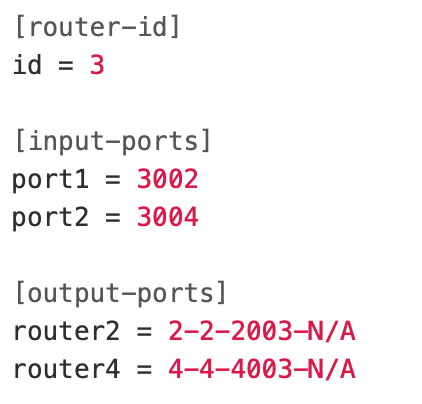 [router-id]
id = 3
[input-ports]
port1 = 3002
port2 = 3004
[output-ports]
router2 = 2-2-2003-N/A
router4 = 4-4-4003-N/A